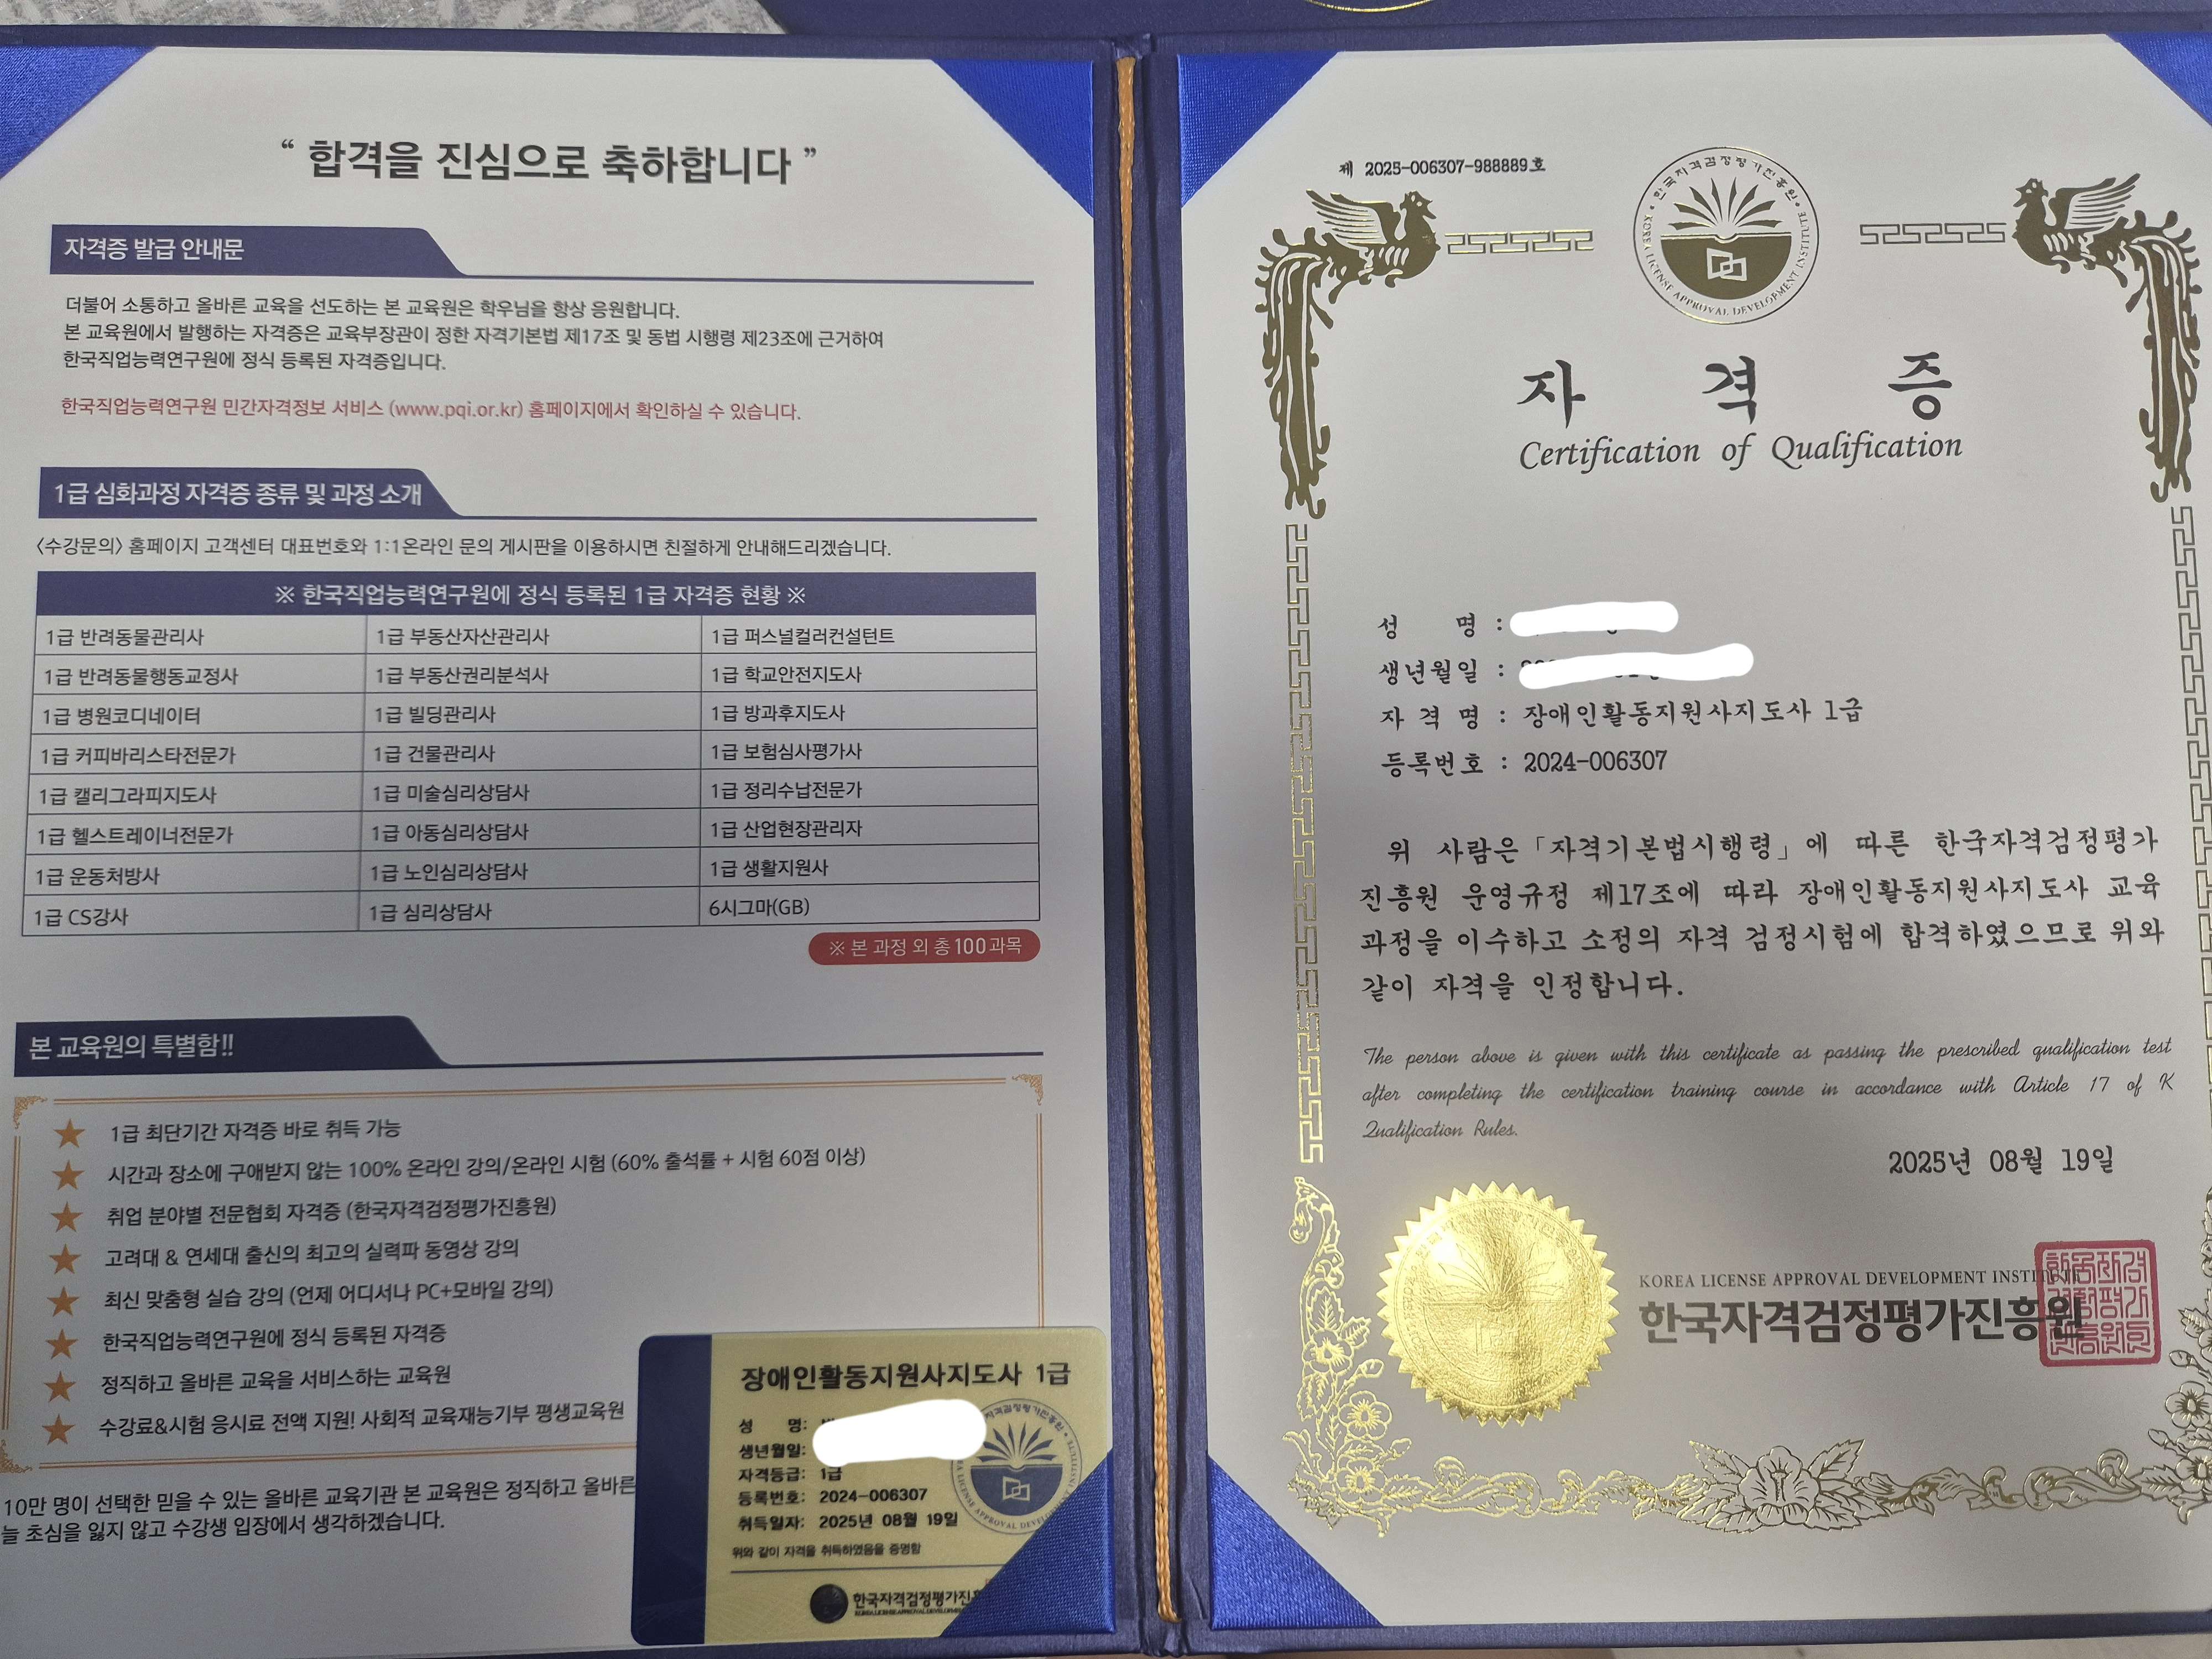 “ 합격을 진심으로 축하합니다 ”
자격증 발급 안내문
더불어 소통하고 올바른 교육을 선도하는 본 교육원은 학우님을 항상 응원합니다.
본 교육원에서 발행하는 자격증은 교육부장관이 정한 자격기본법 제17조 및 동법 시행령 제23조에 근거하여
한국직업능력연구원에 정식 등록된 자격증입니다.
한국직업능력연구원 민간자격정보 서비스 (www.pqi.or.kr) 홈페이지에서 확인하실 수 있습니다.
1급 심화과정 자격증 종류 및 과정 소개
<수강문의> 홈페이지 고객센터 대표번호와 1:1온라인 문의 게시판을 이용하시면 친절하게 안내해드리겠습니다.
※ 한국직업능력연구원에 정식 등록된 1급 자격증 현황 ※
1급 반려동물관리사 1급 부동산자산관리사 1급 퍼스널컬러컨설턴트
1급 반려동물행동교정사 1급 부동산권리분석사 1급 학교안전지도사
1급 병원코디네이터 1급 빌딩관리사 1급 방과후지도사
1급 커피바리스타전문가 1급 건물관리사 1급 보험심사평가사
1급 캘리그라피지도사 1급 미술심리상담사 1급 정리수납전문가
1급 헬스트레이너전문가 1급 아동심리상담사 1급 산업현장관리자
1급 운동처방사 1급 노인심리상담사 1급 생활지원사
1급 CS강사 1급 심리상담사 6시그마(GB)
※ 본 과정 외 총 100과목
본 교육원의 특별함!!
1급 최단기간 자격증 바로 취득 가능
시간과 장소에 구애받지 않는 100% 온라인 강의/온라인 시험 (60% 출석률 + 시험 60점 이상)
취업 분야별 전문협회 자격증 (한국자격검정평가진흥원)
고려대 & 연세대 출신의 최고의 실력파 동영상 강의
최신 맞춤형 실습 강의 (언제 어디서나 PC+모바일 강의)
한국직업능력연구원에 정식 등록된 자격증
정직하고 올바른 교육을 서비스하는 교육원
수강료&시험 응시료 전액 지원! 사회적 교육재능기부 평생교육원
10만 명이 선택한 믿을 수 있는 올바른 교육기관 본 교육원은 정직하고 올바른
늘 초심을 잃지 않고 수강생 입장에서 생각하겠습니다.
장애인활동지원사지도사 1급
성 명:
생년월일:
자격등급: 1급
등록번호: 2024-006307
취득일자: 2025년 08월 19일
위와 같이 자격을 취득하였음을 증명함
한국자격검정평가진
제 2025-006307-988889호
한국자격검정평가진흥원
KOREA LICENSE APPROVAL DEVELOPMENT INSTITUTE
자격증
Certification of Qualification
성 명 :
생년월일 :
자 격 명 : 장애인활동지원사지도사 1급
등록번호 : 2024-006307
위 사람은 「자격기본법시행령」에 따른 한국자격검정평가
진흥원 운영규정 제17조에 따라 장애인활동지원사지도사 교육
과정을 이수하고 소정의 자격 검정시험에 합격하였으므로 위와
같이 자격을 인정합니다.
The person above is given with this certificate as passing the prescribed qualification test
after completing the certification training course in accordance with Article 17 of K
Qualification Rules.
2025년 08월 19일
KOREA LICENSE APPROVAL DEVELOPMENT INSTITUTE
한국자격검정평가진흥원